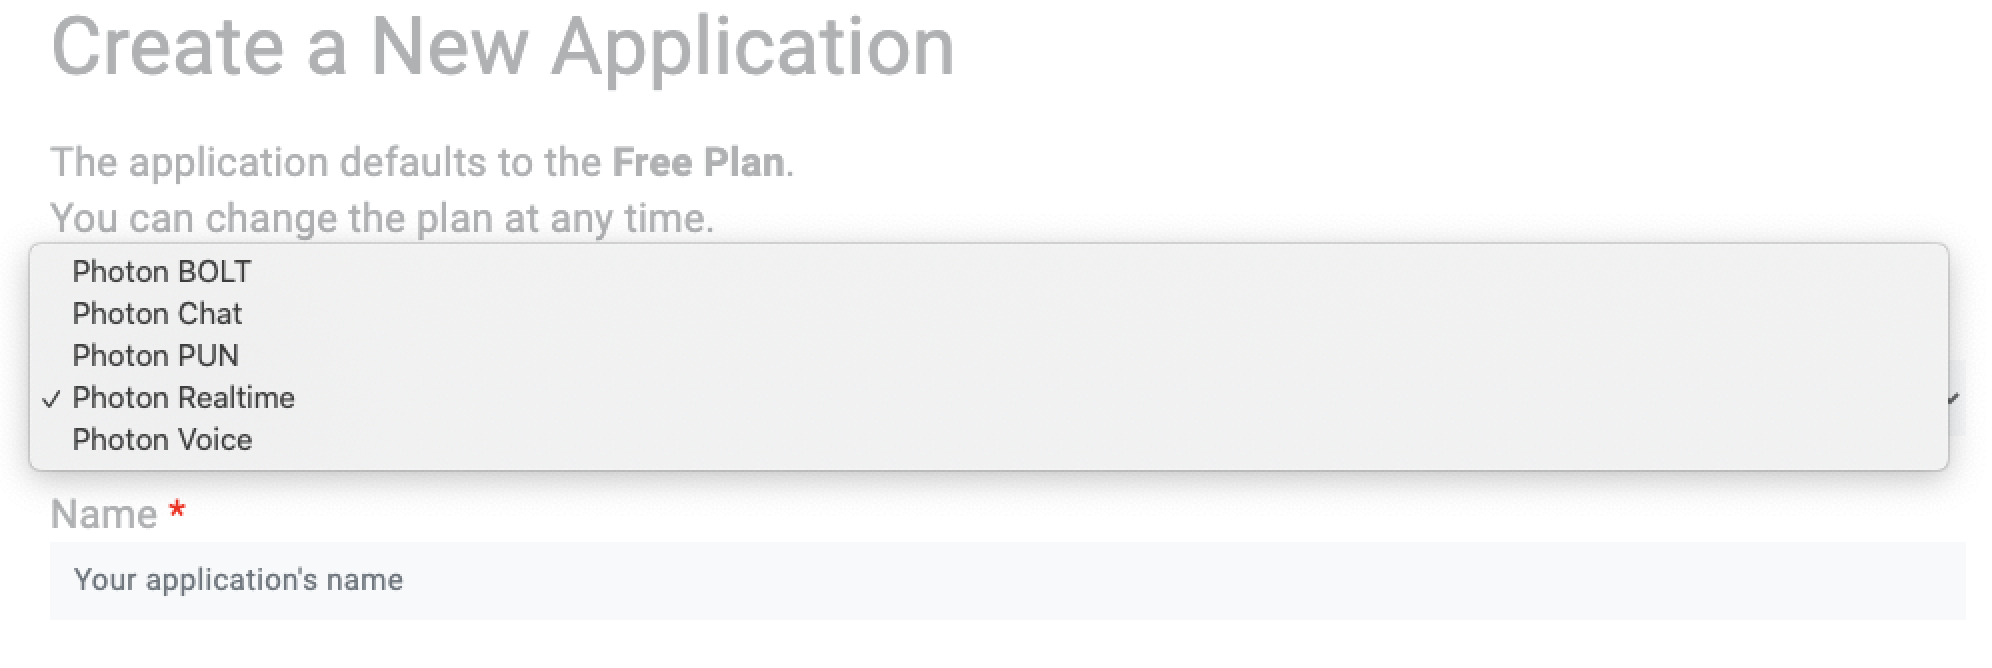 Create a New Application
The application defaults to the Free Plan.
You can change the plan at any time.
Photon BOLT
Photon Chat
Photon PUN
✓ Photon Realtime
Photon Voice
Name *
Your application's name